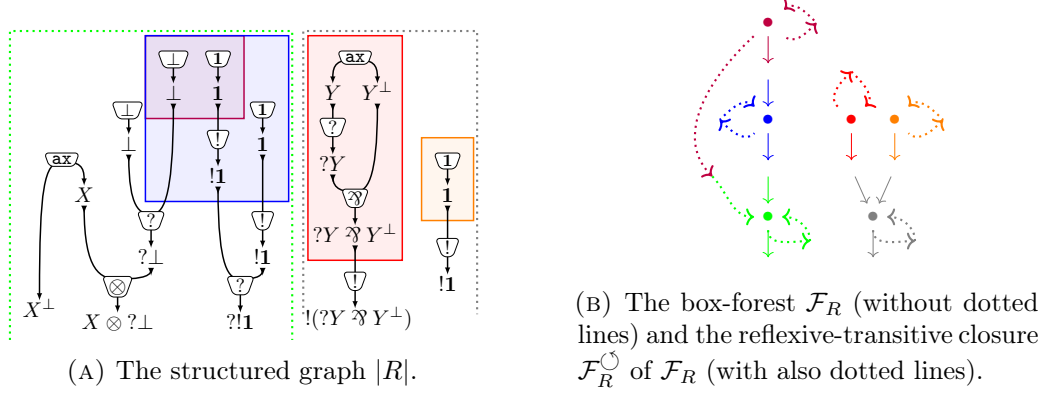 ⊥ 1 ax
⊥ 1 Y Y⊥
⊥ 1 ?
⊥ ! 1 ?Y 1
ax !1 1
X ? ! ⅋ !
?⊥ !1 ?Y ⅋ Y⊥ !1
⊗ ? !
X⊥ X ⊗ ?⊥ ?!1 !(?Y ⅋ Y⊥)
(A) The structured graph |R|.
(B) The box-forest F_R (without dotted
lines) and the reflexive-transitive closure
F_R^↺ of F_R (with also dotted lines).